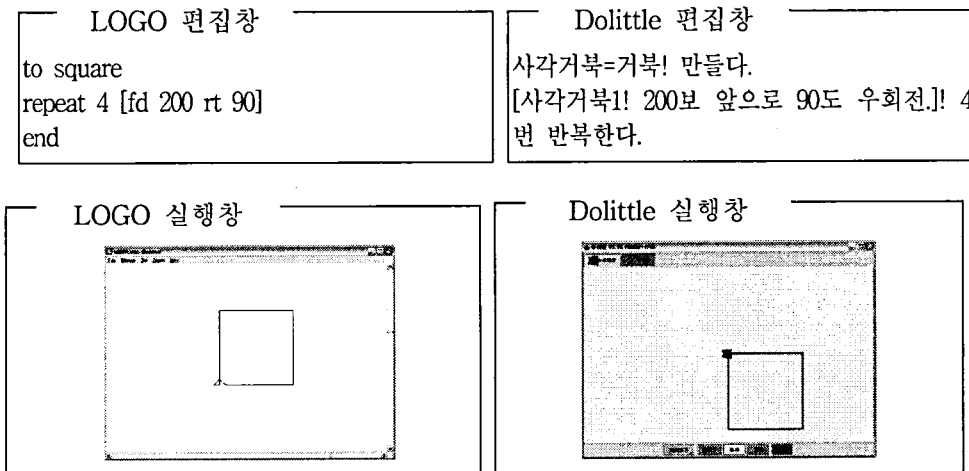 LOGO 편집창
to square
repeat 4 [fd 200 rt 90]
end
Dolittle 편집창
사각거북=거북! 만들다.
[사각거북1! 200보 앞으로 90도 우회전.]! 4
번 반복한다.
LOGO 실행창
Dolittle 실행창